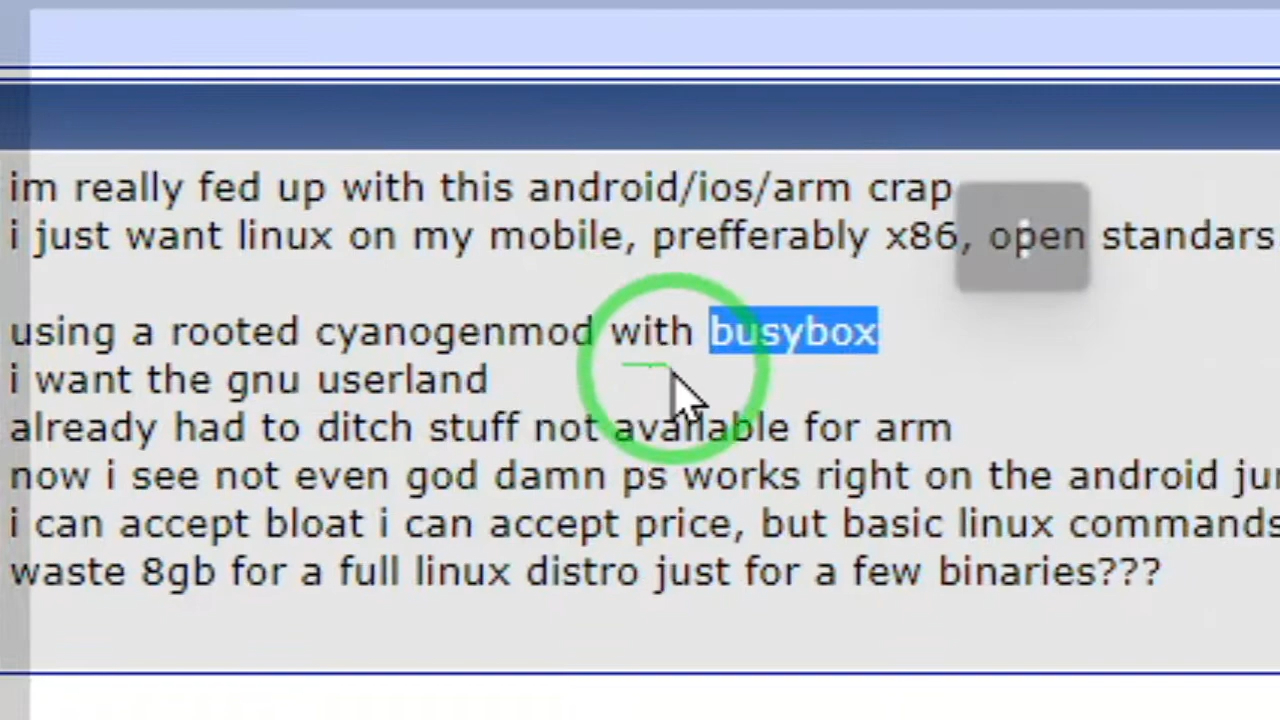 im really fed up with this android/ios/arm crap
i just want linux on my mobile, prefferably x86, open standars
using a rooted cyanogenmod with busybox
i want the gnu userland
already had to ditch stuff not available for arm
now i see not even god damn ps works right on the android
i can accept bloat i can accept price, but basic linux commands
waste 8gb for a full linux distro just for a few binaries???